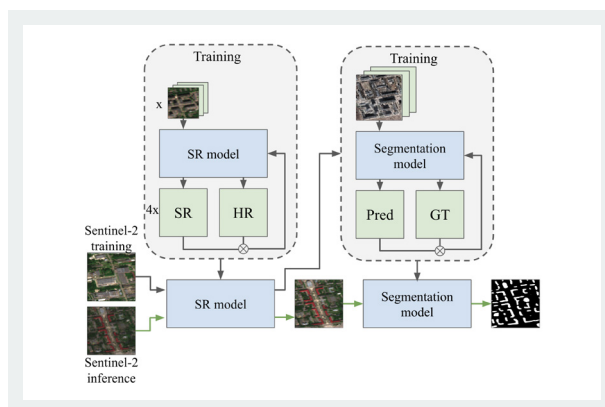 Training
x
SR model
4x
SR
HR
Training
Segmentation
model
Pred
GT
Sentinel-2
training
SR model
Segmentation
model
Sentinel-2
inference